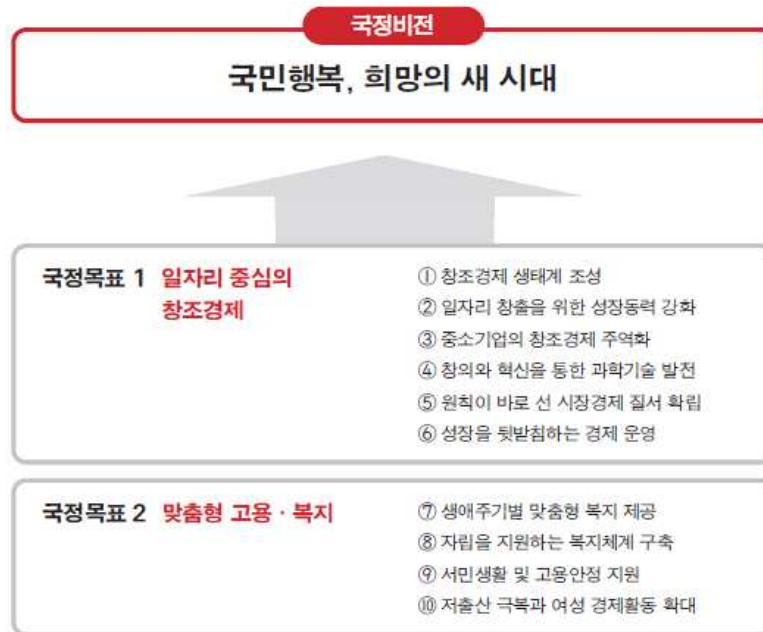 국정비전
국민행복, 희망의 새 시대
국정목표 1 일자리 중심의
창조경제
① 창조경제 생태계 조성
② 일자리 창출을 위한 성장동력 강화
③ 중소기업의 창조경제 주역화
④ 창의와 혁신을 통한 과학기술 발전
⑤ 원칙이 바로 선 시장경제 질서 확립
⑥ 성장을 뒷받침하는 경제 운영
국정목표 2 맞춤형 고용 · 복지
⑦ 생애주기별 맞춤형 복지 제공
⑧ 자립을 지원하는 복지체계 구축
⑨ 서민생활 및 고용안정 지원
⑩ 저출산 극복과 여성 경제활동 확대